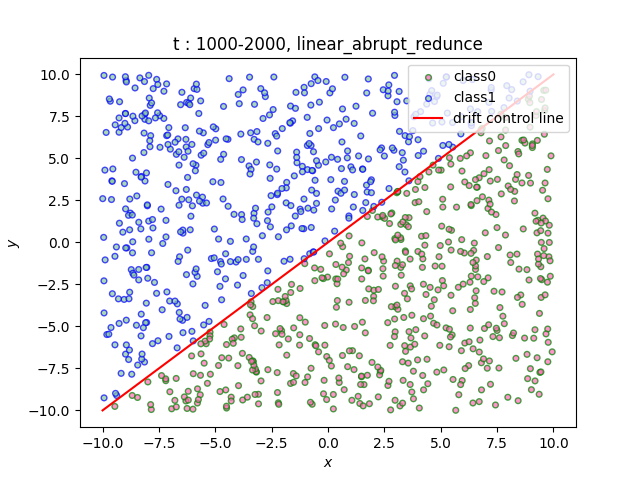 t : 1000-2000, linear_abrupt_redunce
class0
class1
drift control line
10.0
7.5
5.0
2.5
0.0
−2.5
−5.0
−7.5
−10.0
y
−10.0 −7.5 −5.0 −2.5 0.0 2.5 5.0 7.5 10.0
x